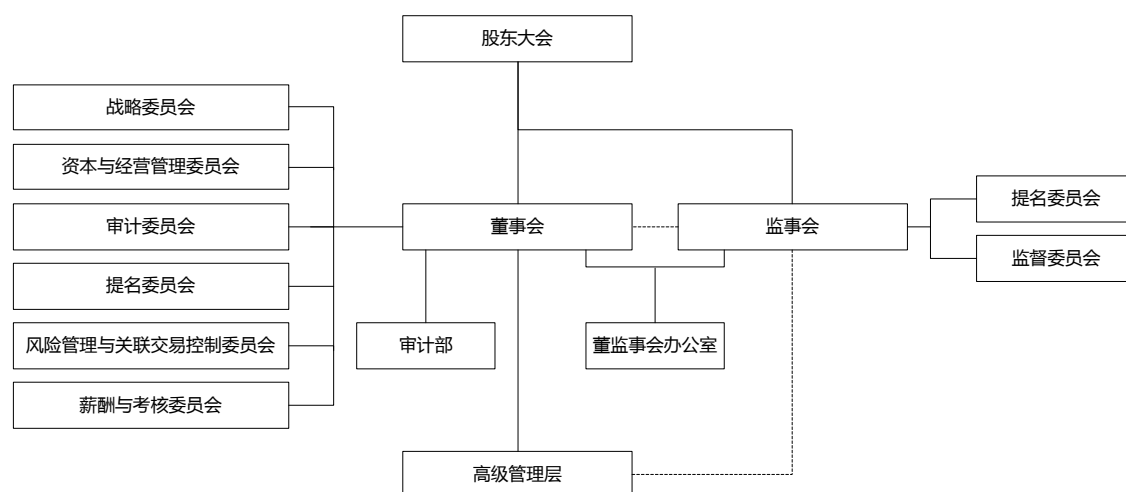 股东大会
战略委员会
资本与经营管理委员会
审计委员会
提名委员会
风险管理与关联交易控制委员会
薪酬与考核委员会
董事会
监事会
提名委员会
监督委员会
审计部
董监事会办公室
高级管理层